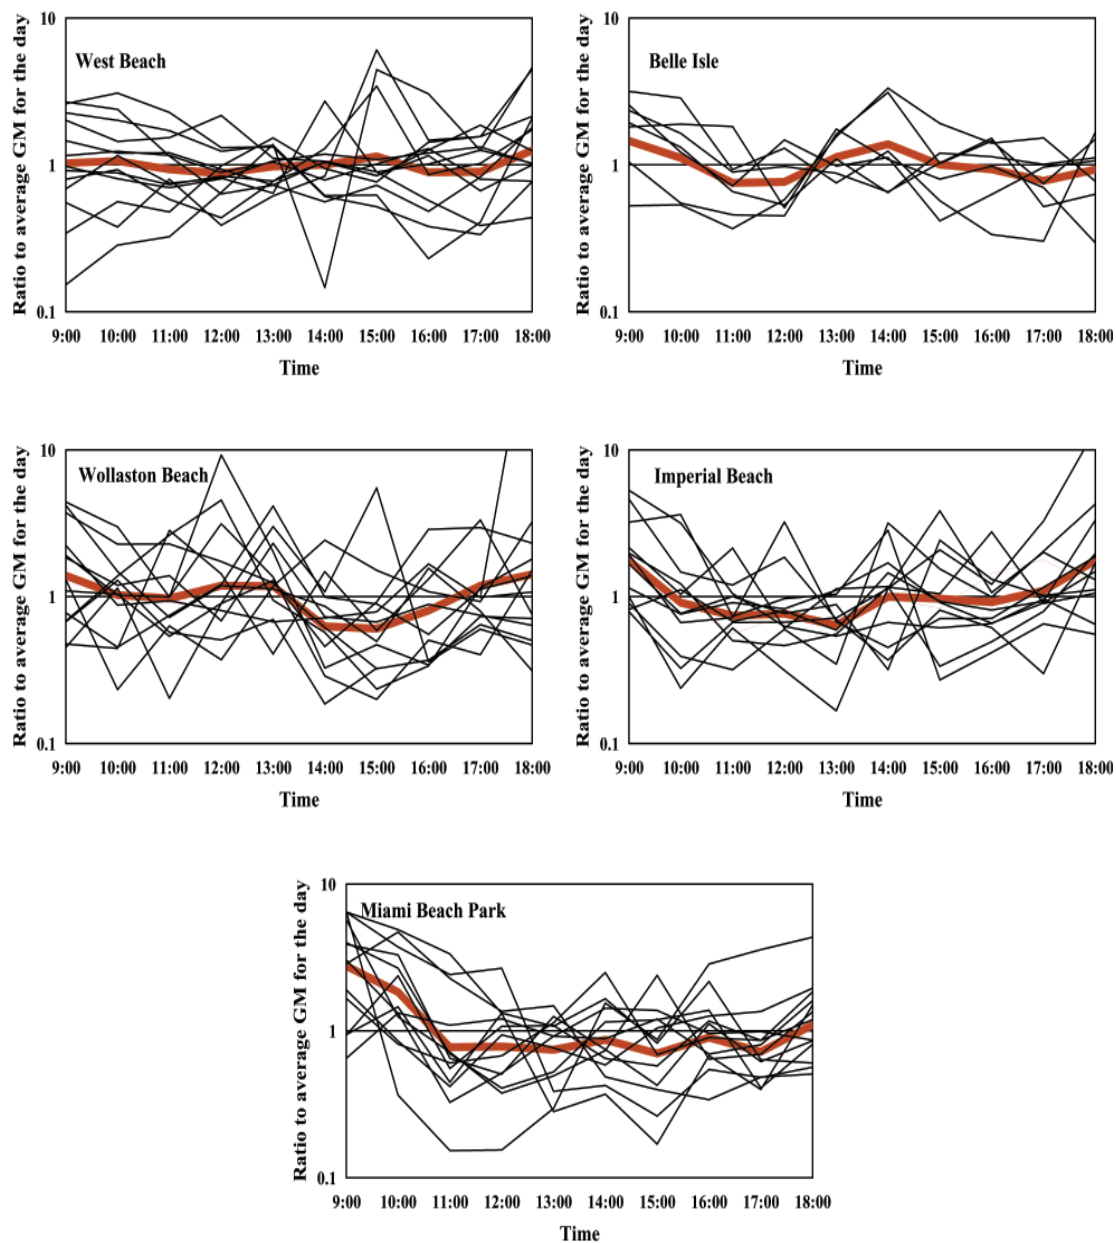 Ratio to average GM for the day
10
1
0.1
West Beach
9:00 10:00 11:00 12:00 13:00 14:00 15:00 16:00 17:00 18:00
Time
Ratio to average GM for the day
10
1
0.1
Belle Isle
9:00 10:00 11:00 12:00 13:00 14:00 15:00 16:00 17:00 18:00
Time
Ratio to average GM for the day
10
1
0.1
Wollaston Beach
9:00 10:00 11:00 12:00 13:00 14:00 15:00 16:00 17:00 18:00
Time
Ratio to average GM for the day
10
1
0.1
Imperial Beach
9:00 10:00 11:00 12:00 13:00 14:00 15:00 16:00 17:00 18:00
Time
Ratio to average GM for the day
10
1
0.1
Miami Beach Park
9:00 10:00 11:00 12:00 13:00 14:00 15:00 16:00 17:00 18:00
Time